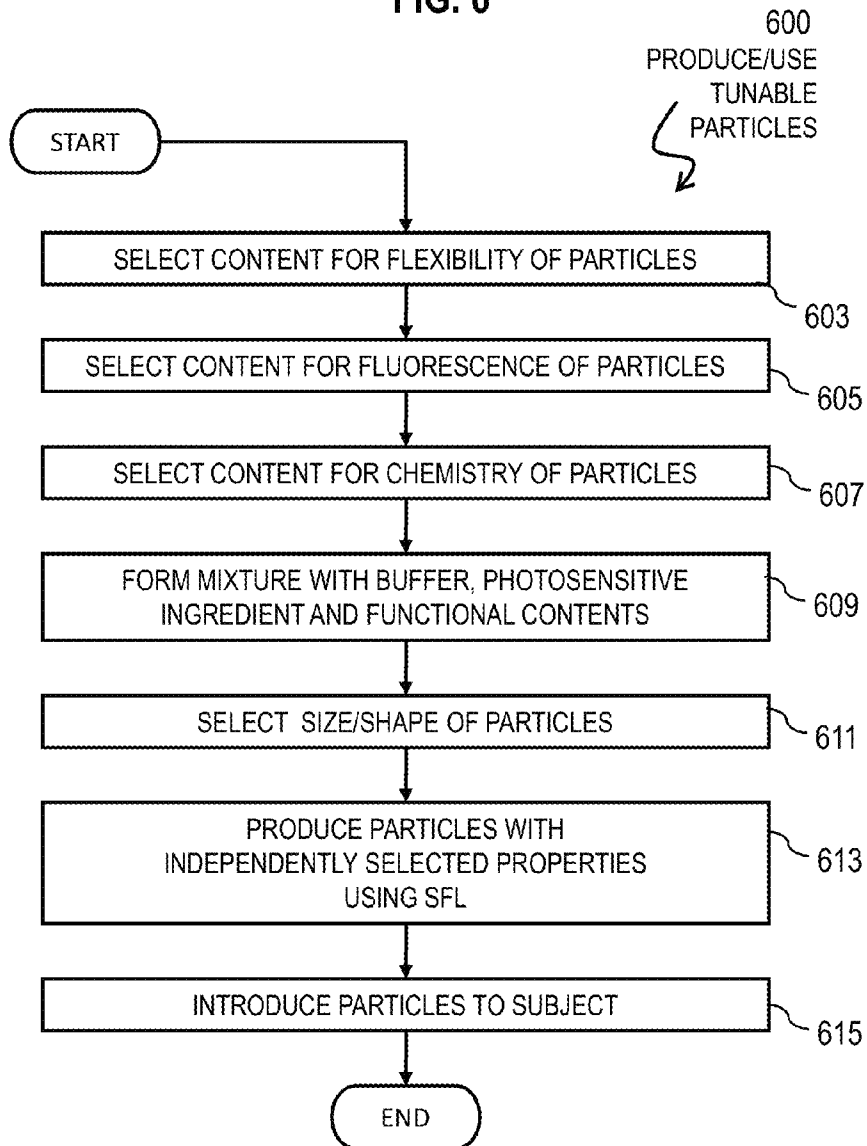 FIG. 6
600
PRODUCE/USE
TUNABLE
PARTICLES
START
SELECT CONTENT FOR FLEXIBILITY OF PARTICLES
603
SELECT CONTENT FOR FLUORESCENCE OF PARTICLES
605
SELECT CONTENT FOR CHEMISTRY OF PARTICLES
607
FORM MIXTURE WITH BUFFER, PHOTOSENSITIVE
INGREDIENT AND FUNCTIONAL CONTENTS
609
SELECT SIZE/SHAPE OF PARTICLES
611
PRODUCE PARTICLES WITH
INDEPENDENTLY SELECTED PROPERTIES
USING SFL
613
INTRODUCE PARTICLES TO SUBJECT
615
END